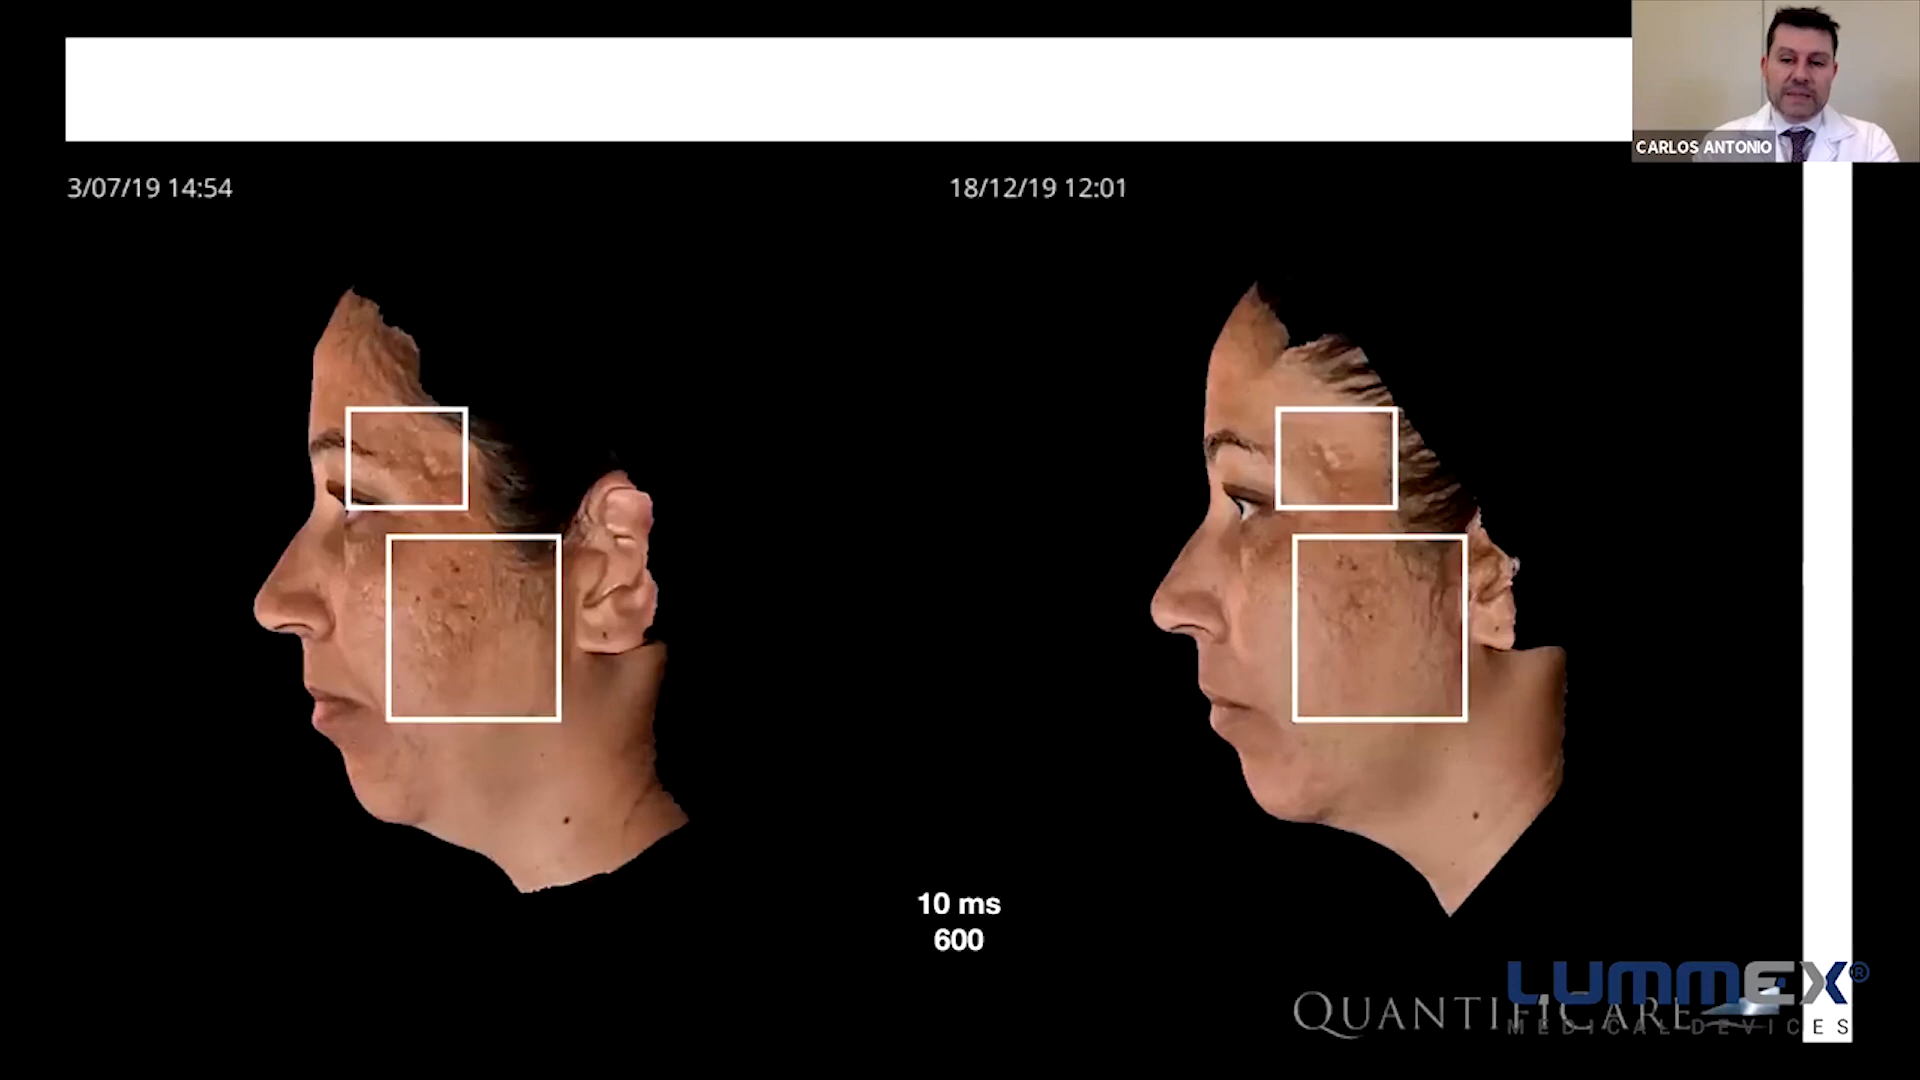 CARLOS ANTONIO
3/07/19 14:54
18/12/19 12:01
10 ms
600
LUMMEX®
QUANTIFICARE
MEDICAL DEVICES